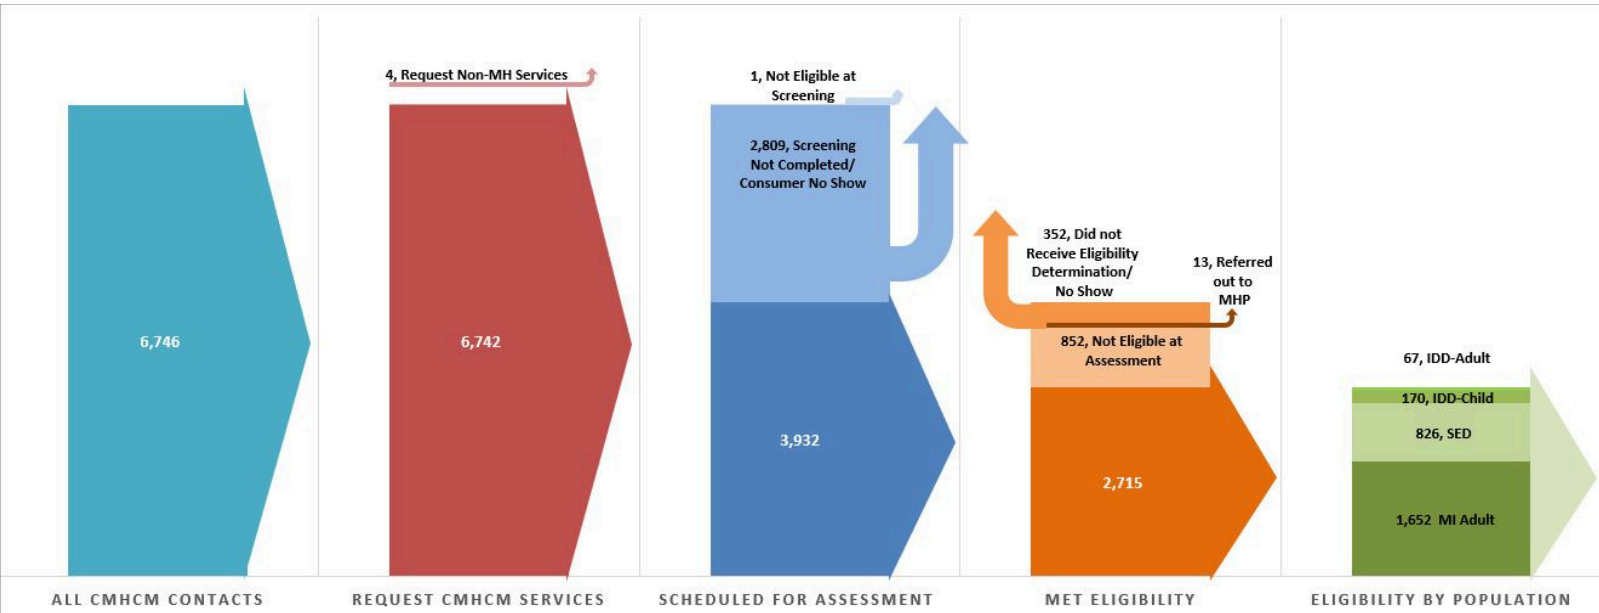 6,746
ALL CMHCM CONTACTS
4, Request Non-MH Services
6,742
REQUEST CMHCM SERVICES
1, Not Eligible at
Screening
2,809, Screening
Not Completed/
Consumer No Show
3,932
SCHEDULED FOR ASSESSMENT
352, Did not
Receive Eligibility
Determination/
No Show
13, Referred
out to
MHP
852, Not Eligible at
Assessment
2,715
MET ELIGIBILITY
67, IDD-Adult
170, IDD-Child
826, SED
1,652 MI Adult
ELIGIBILITY BY POPULATION